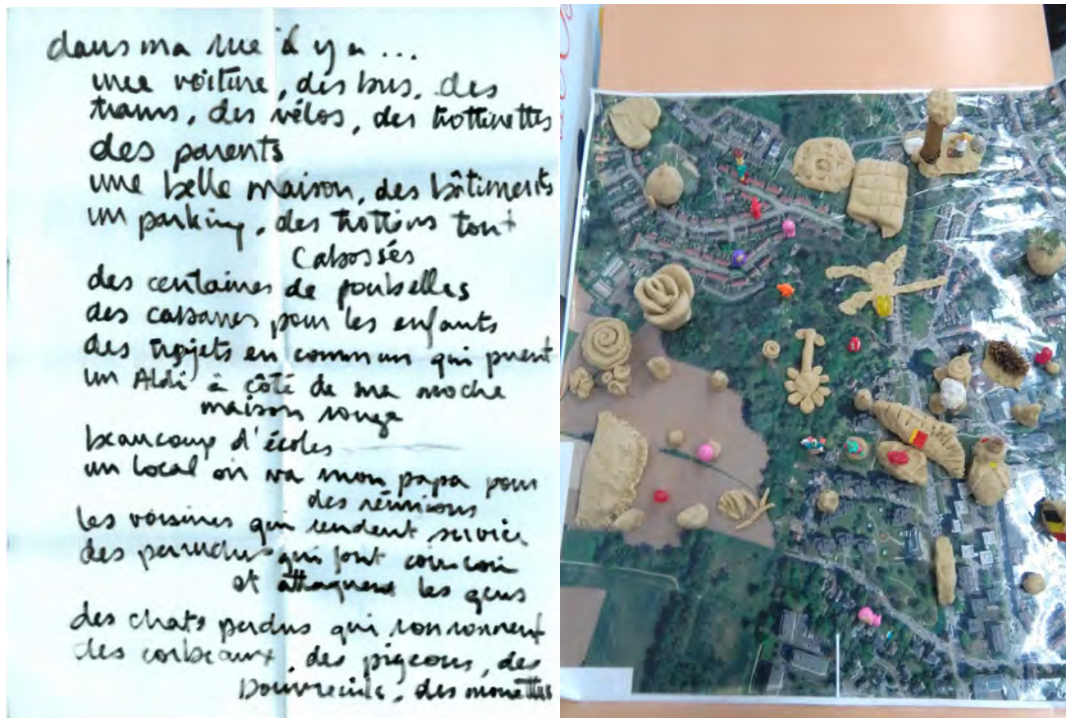 dans ma rue il y a ...
une voiture, des bus, des
trams, des vélos, des trottinettes
des parents
une belle maison, des bâtiments
un parking, des trottoirs tout
cabossés
des centaines de poubelles
des cabanes pour les enfants
des trajets en commun qui puent
un Aldi à côté de ma moche
maison rouge
beaucoup d'écoles
un local où va mon papa pour
des réunions
les voisines qui rendent service
des perruches qui font couicoui
et attaquent les gens
des chats perdus qui ronronnent
des corbeaux, des pigeons, des
bouvreuils, des mouettes